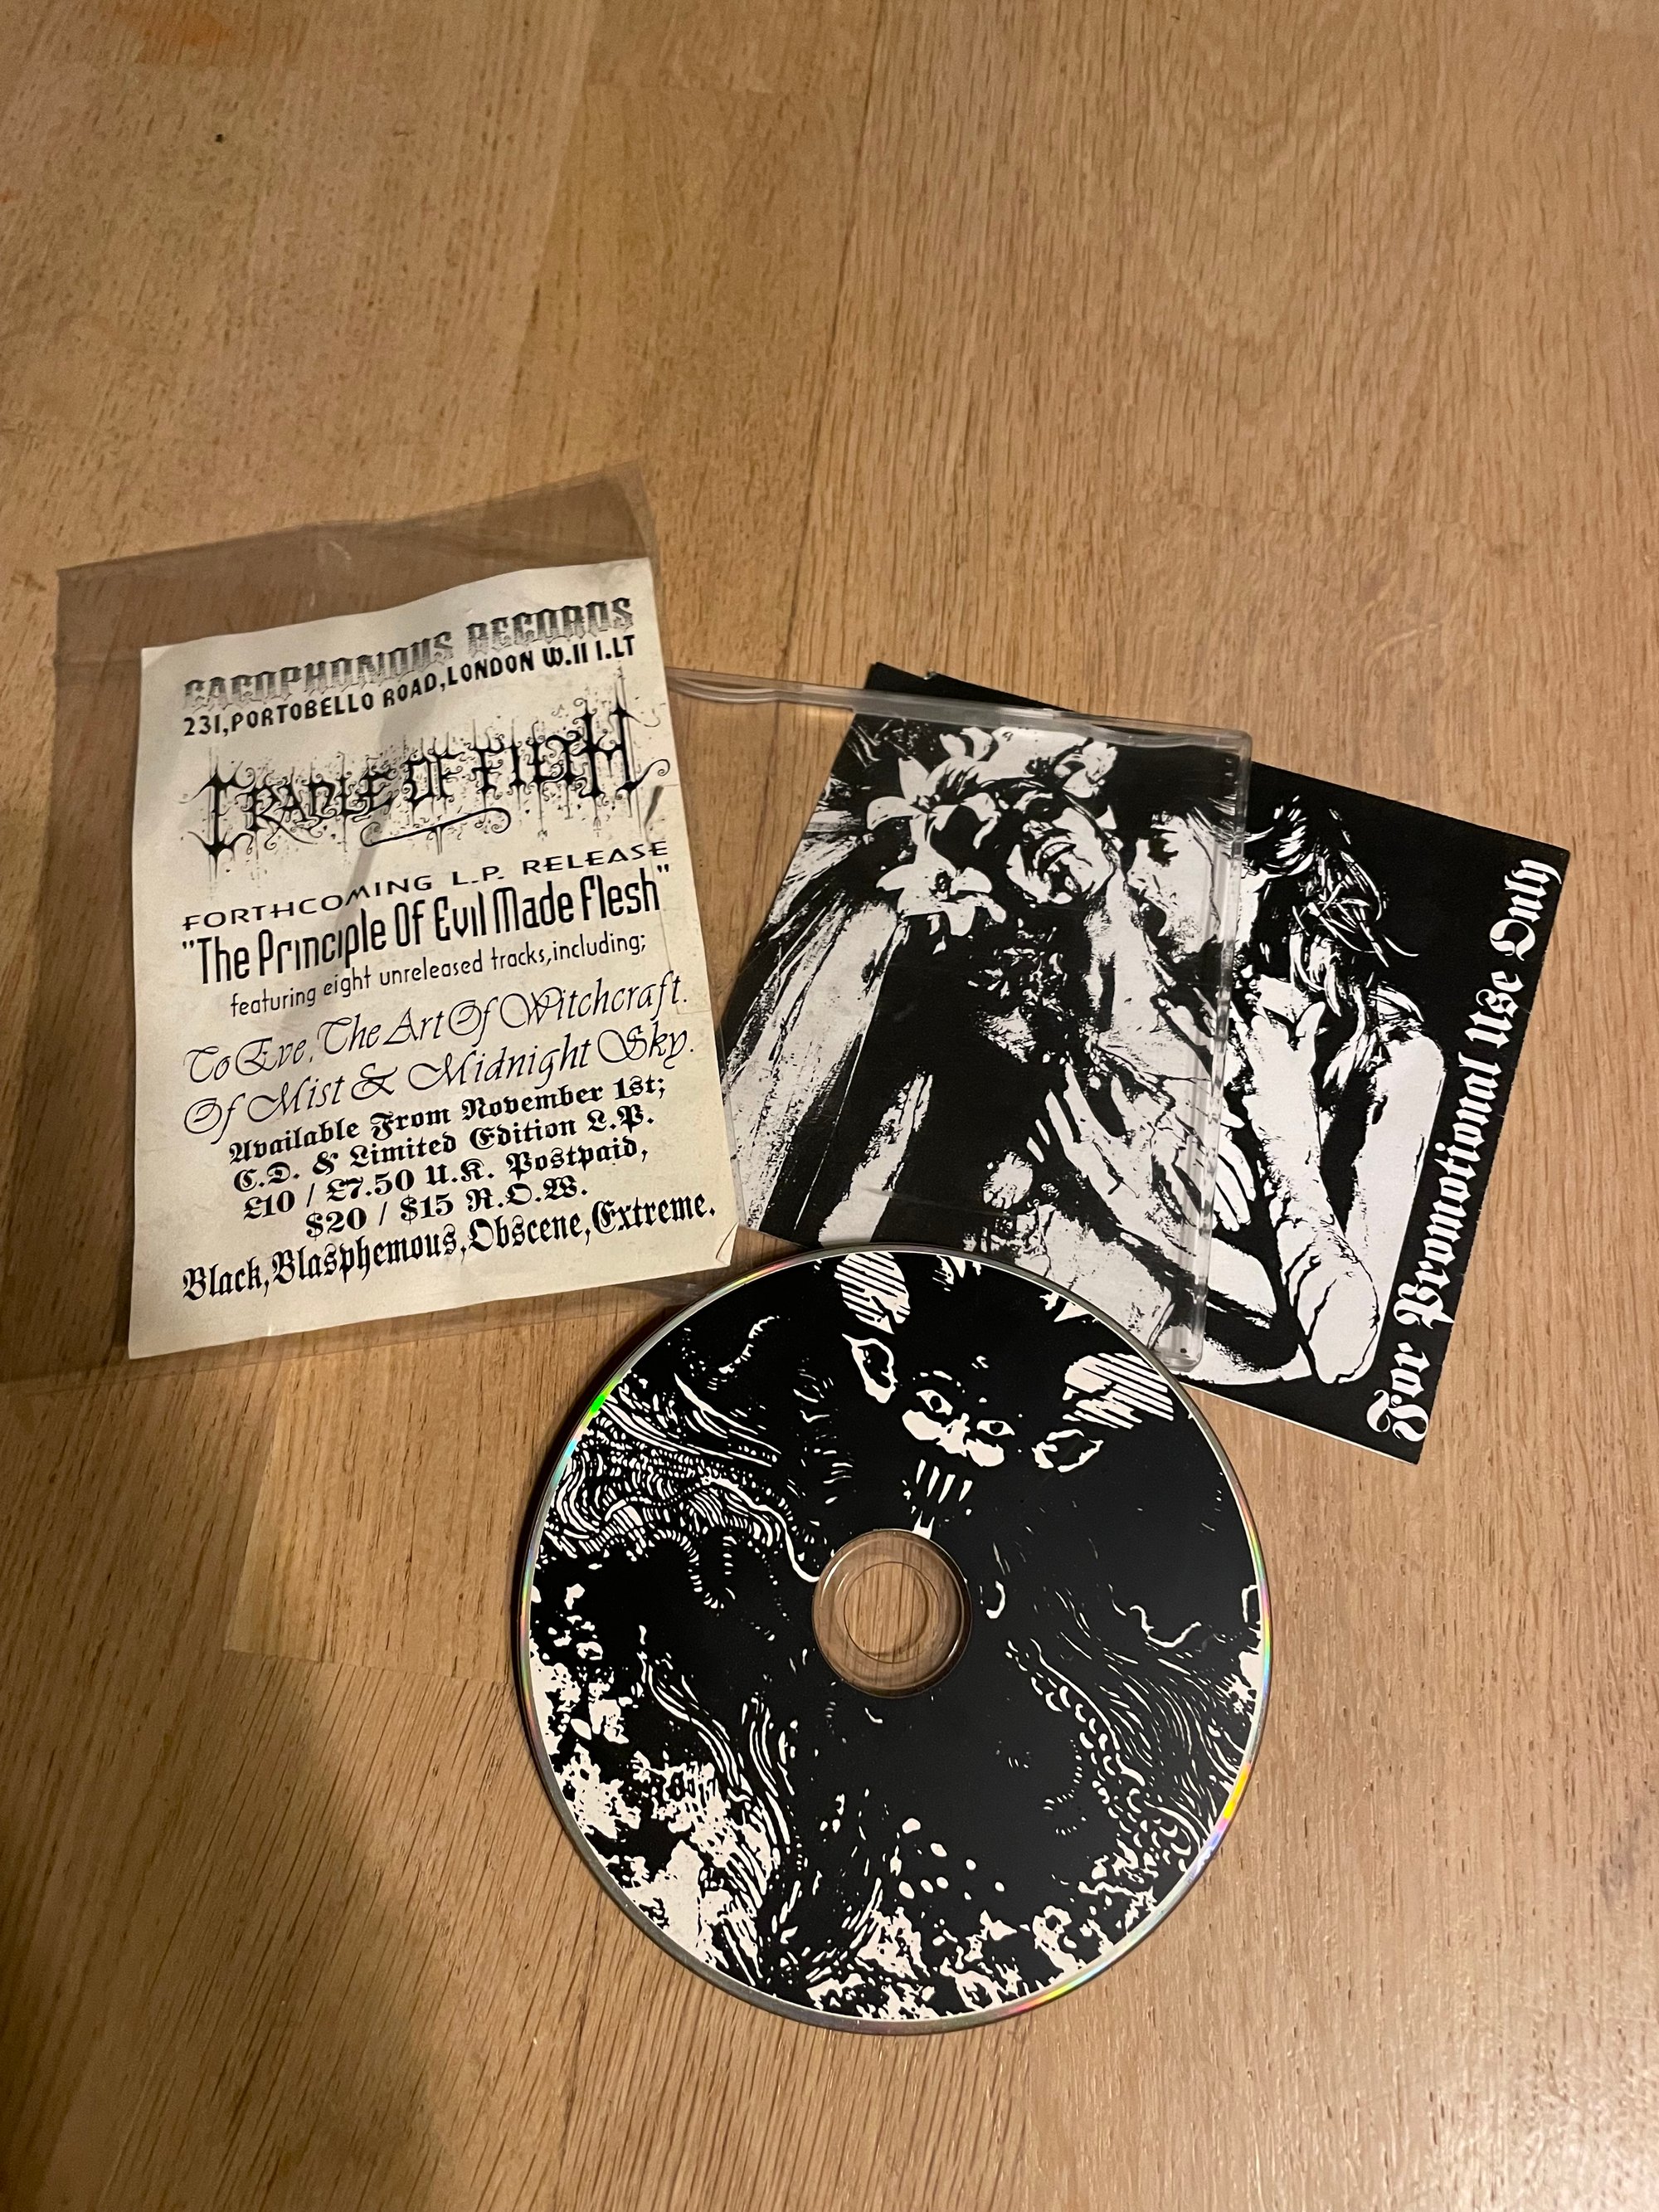 CACOPHONOUS RECORDS
231, PORTOBELLO ROAD, LONDON W.11 1.LT
CRADLE OF FILTH
FORTHCOMING L.P. RELEASE
"The Principle Of Evil Made Flesh"
featuring eight unreleased tracks, including;
To Eve, The Art Of Witchcraft.
Of Mist & Midnight Sky.
Available From November 1st;
C.D. & Limited Edition L.P.
£10 / £7.50 U.K. Postpaid,
$20 / $15 R.O.W.
Black, Blasphemous, Obscene, Extreme.
For Promotional Use Only